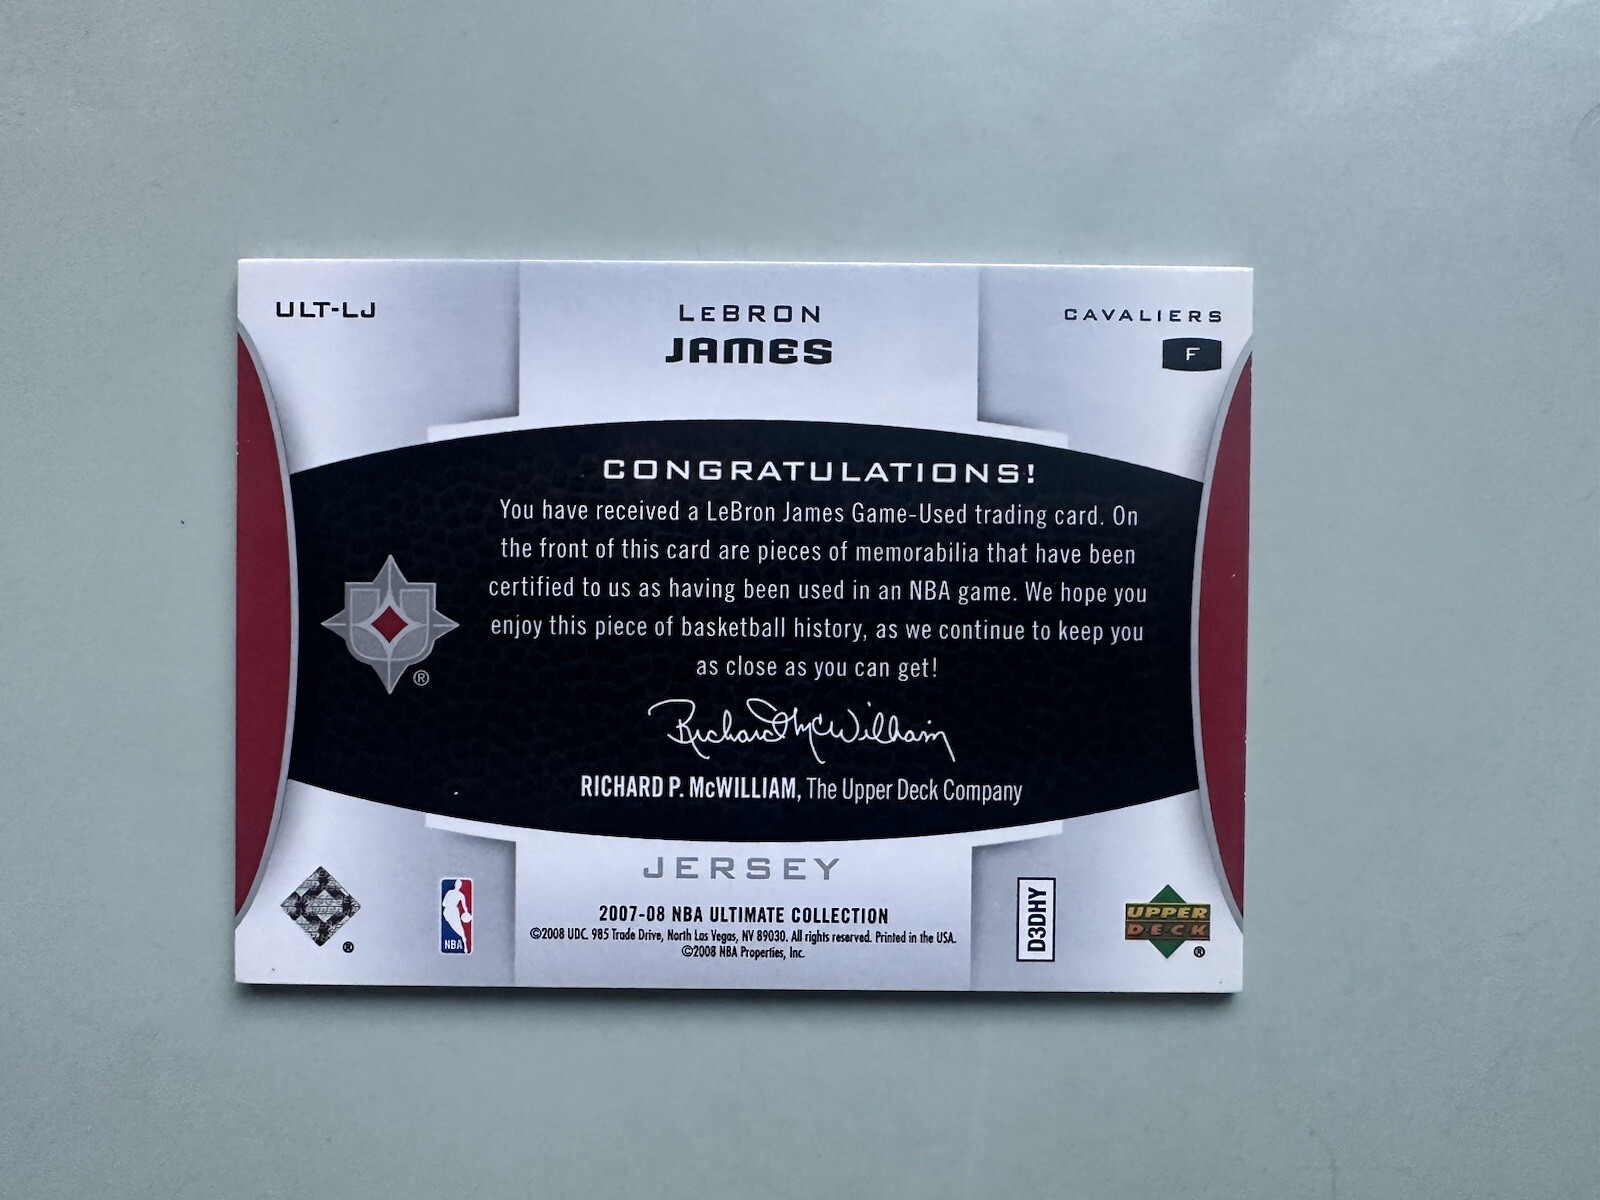 ULT-LJ
LeBRON
JAMES
CAVALIERS
F
CONGRATULATIONS!
You have received a LeBron James Game-Used trading card. On
the front of this card are pieces of memorabilia that have been
certified to us as having been used in an NBA game. We hope you
enjoy this piece of basketball history, as we continue to keep you
as close as you can get!
Richard McWilliam
RICHARD P. McWILLIAM, The Upper Deck Company
®
JERSEY
2007-08 NBA ULTIMATE COLLECTION
©2008 UDC. 985 Trade Drive, North Las Vegas, NV 89030. All rights reserved. Printed in the USA.
©2008 NBA Properties, Inc.
®
NBA
D3DHY
UPPER
DECK
®